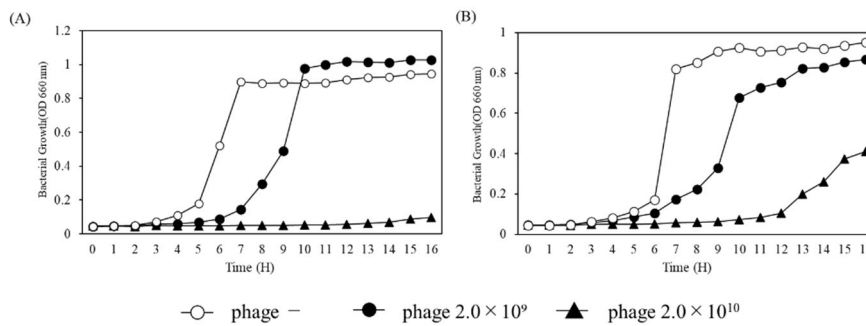 (A)
Bacterial Growth(OD 660 nm)
1.2
1
0.8
0.6
0.4
0.2
0
0 1 2 3 4 5 6 7 8 9 10 11 12 13 14 15 16
Time (H)
(B)
Bacterial Growth(OD 660 nm)
1
0.8
0.6
0.4
0.2
0
0 1 2 3 4 5 6 7 8 9 10 11 12 13 14 15 1
Time (H)
phage − phage 2.0 × 10⁹ phage 2.0 × 10¹⁰